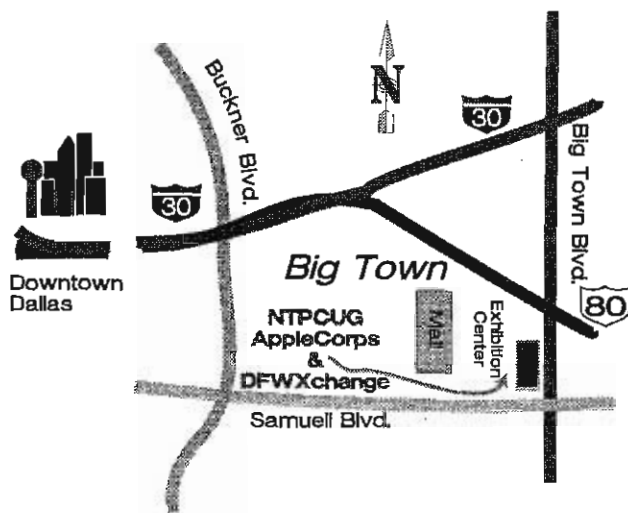 N
30
Buckner Blvd.
30
Big Town Blvd.
Downtown
Dallas
Big Town
80
NTPCUG
AppleCorps
&
DFWXchange
Mall
Exhibition
Center
Samuell Blvd.